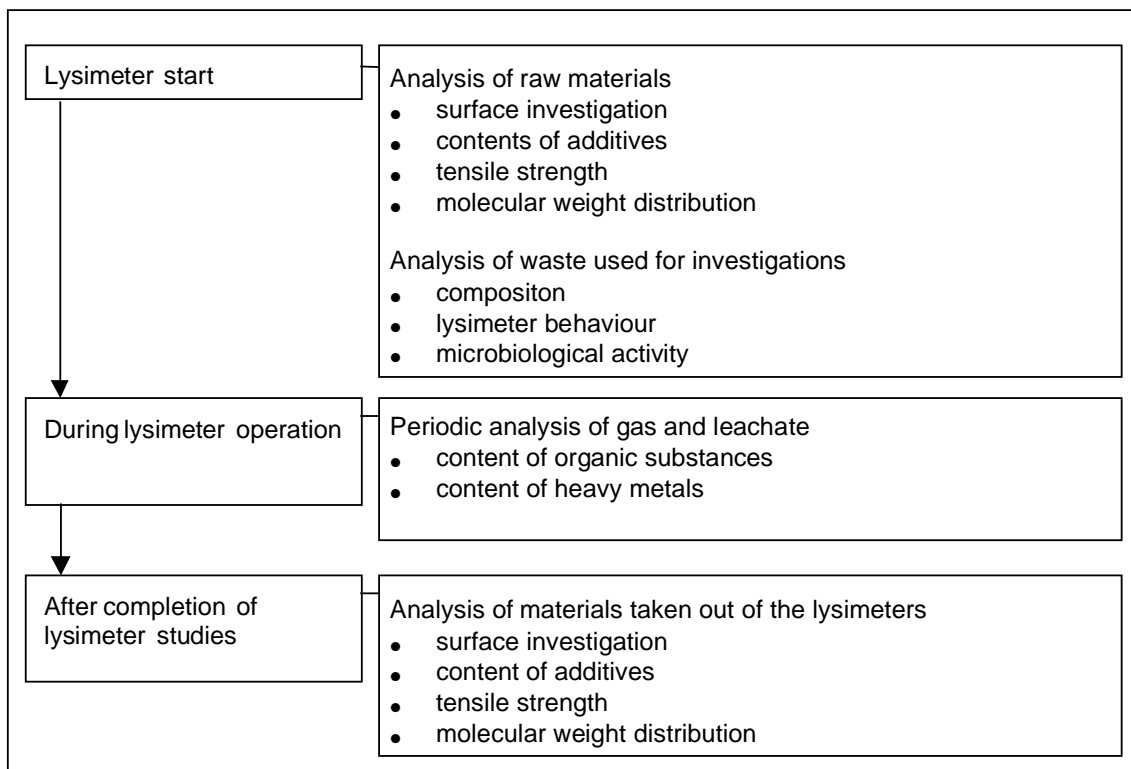 Lysimeter start
Analysis of raw materials
● surface investigation
● contents of additives
● tensile strength
● molecular weight distribution
Analysis of waste used for investigations
● compositon
● lysimeter behaviour
● microbiological activity
During lysimeter operation
Periodic analysis of gas and leachate
● content of organic substances
● content of heavy metals
After completion of
lysimeter studies
Analysis of materials taken out of the lysimeters
● surface investigation
● content of additives
● tensile strength
● molecular weight distribution